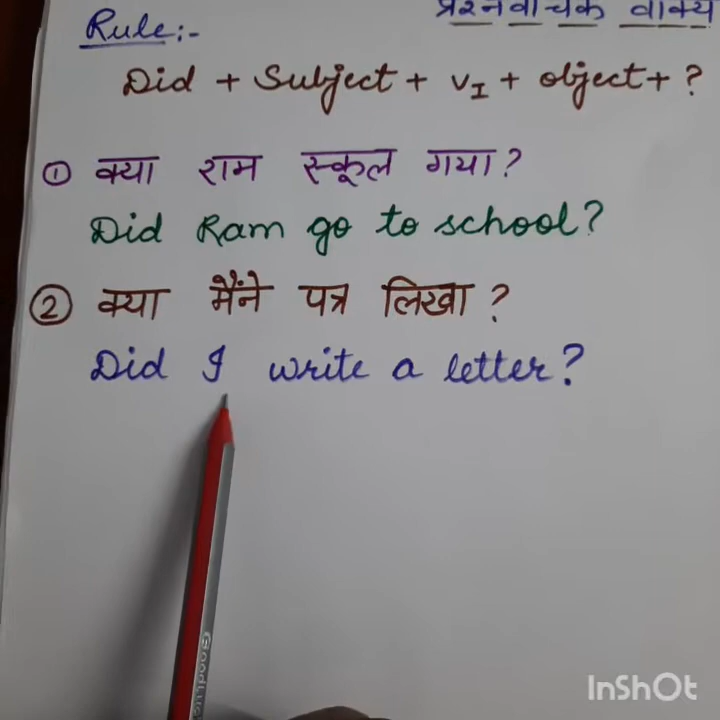 प्रश्नवाचक वाक्य
Rule:-
Did + Subject + V_I + object + ?
① क्या राम स्कूल गया?
Did Ram go to school?
② क्या मैंने पत्र लिखा?
Did I write a letter?
InShOt